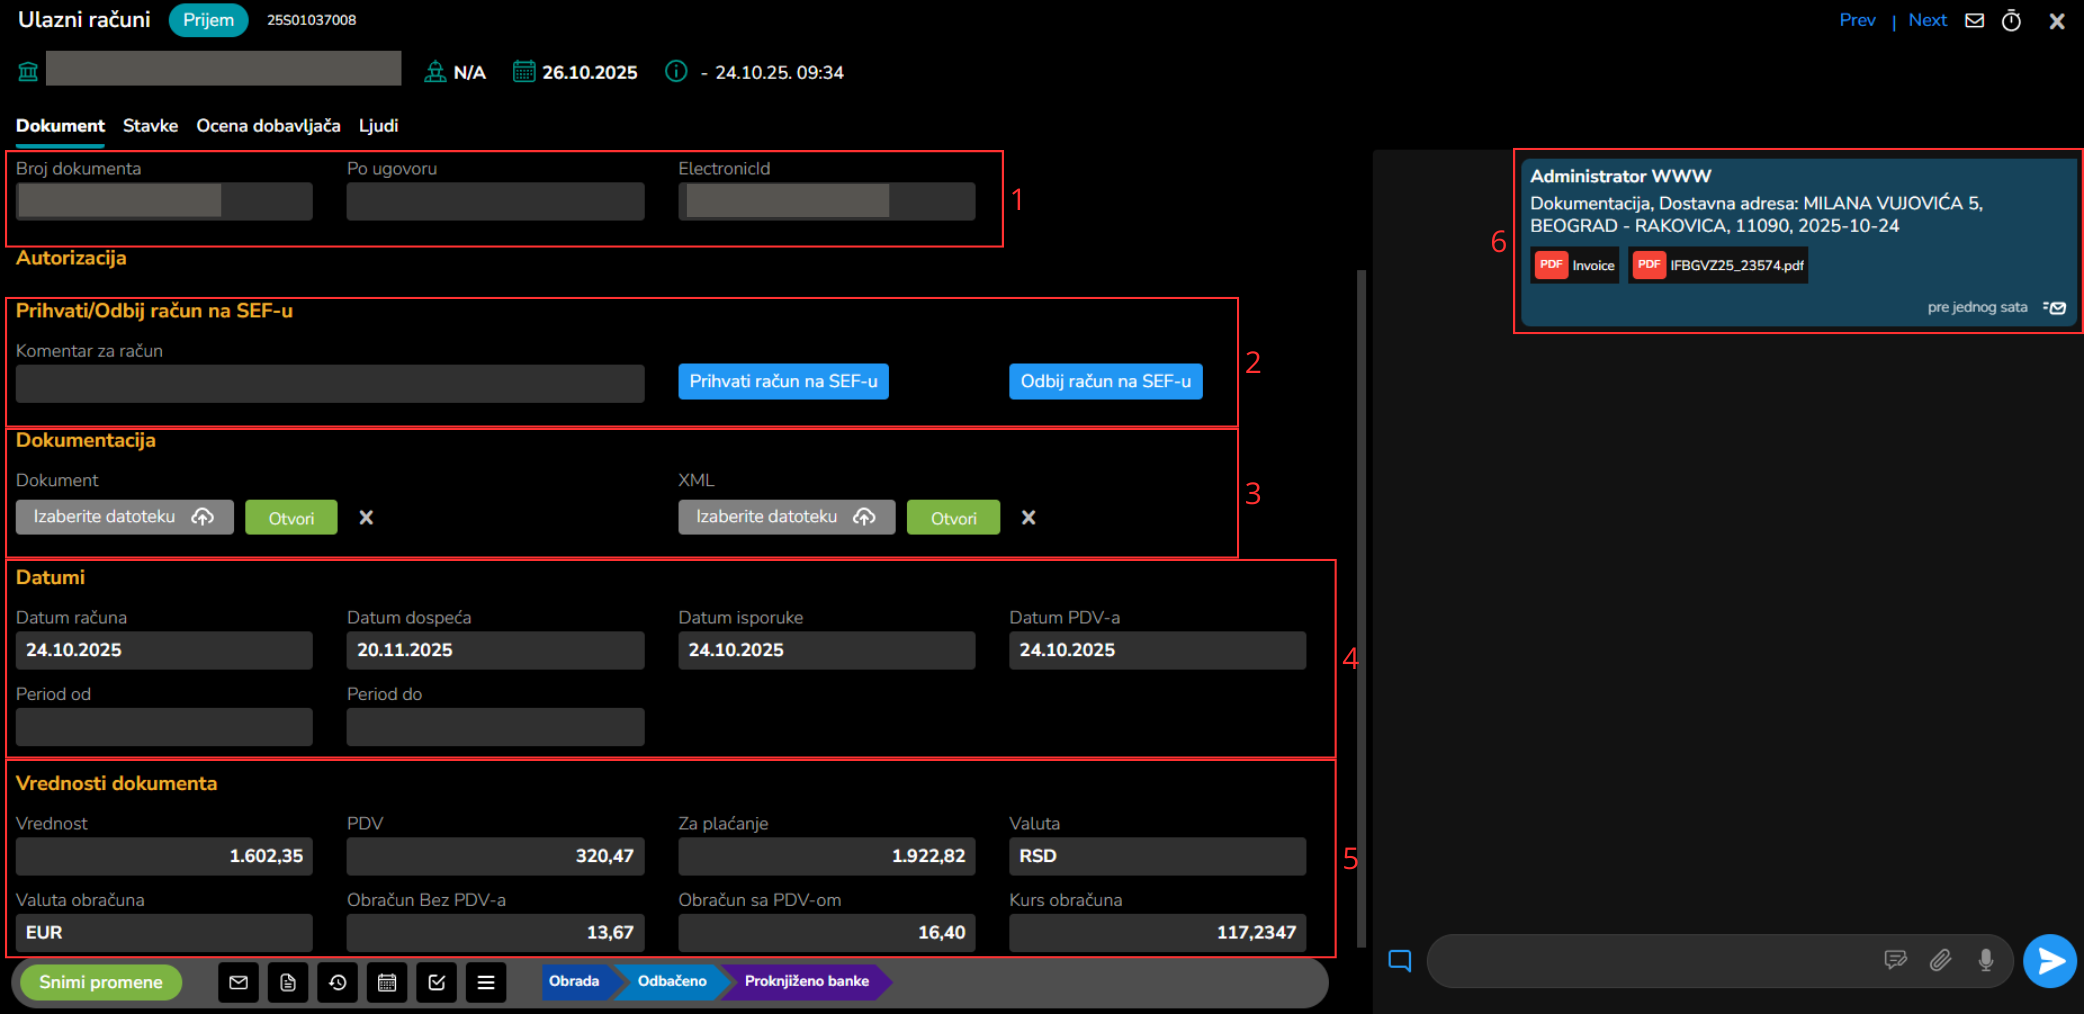 Ulazni računi Prijem 25S01037008 Prev | Next
N/A 26.10.2025 - 24.10.25. 09:34
Dokument Stavke Ocena dobavljača Ljudi
Broj dokumenta Po ugovoru ElectronicId
1
Autorizacija
Prihvati/Odbij račun na SEF-u
Komentar za račun
Prihvati račun na SEF-u Odbij račun na SEF-u
2
Dokumentacija
Dokument XML
Izaberite datoteku Otvori X Izaberite datoteku Otvori X
3
Datumi
Datum računa Datum dospeća Datum isporuke Datum PDV-a
24.10.2025 20.11.2025 24.10.2025 24.10.2025
4
Period od Period do
Vrednosti dokumenta
Vrednost PDV Za plaćanje Valuta
1.602,35 320,47 1.922,82 RSD
5
Valuta obračuna Obračun Bez PDV-a Obračun sa PDV-om Kurs obračuna
EUR 13,67 16,40 117,2347
Snimi promene Obrada Odbačeno Proknjiženo banke
Administrator WWW
Dokumentacija, Dostavna adresa: MILANA VUJOVIĆA 5,
BEOGRAD - RAKOVICA, 11090, 2025-10-24
6
PDF Invoice PDF IFBGVZ25_23574.pdf
pre jednog sata